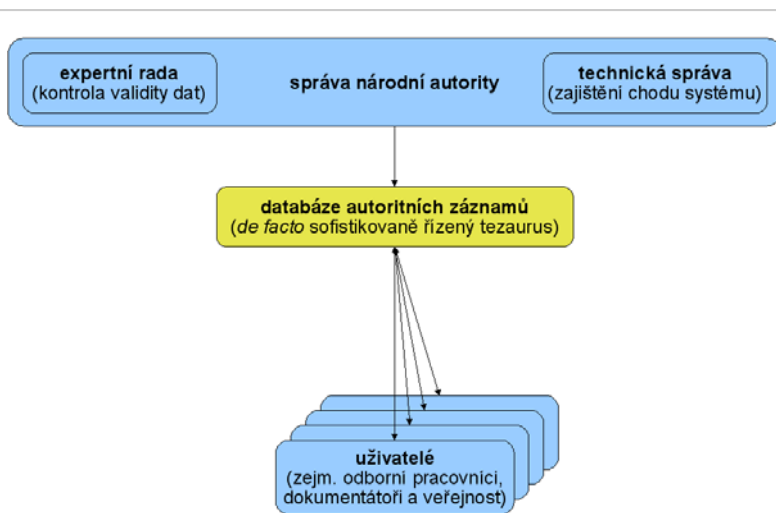 expertní rada
(kontrola validity dat)
správa národní autority
technická správa
(zajištění chodu systému)
databáze autoritních záznamů
(de facto sofistikovaně řízený tezaurus)
uživatelé
(zejm. odborní pracovníci,
dokumentátoři a veřejnost)